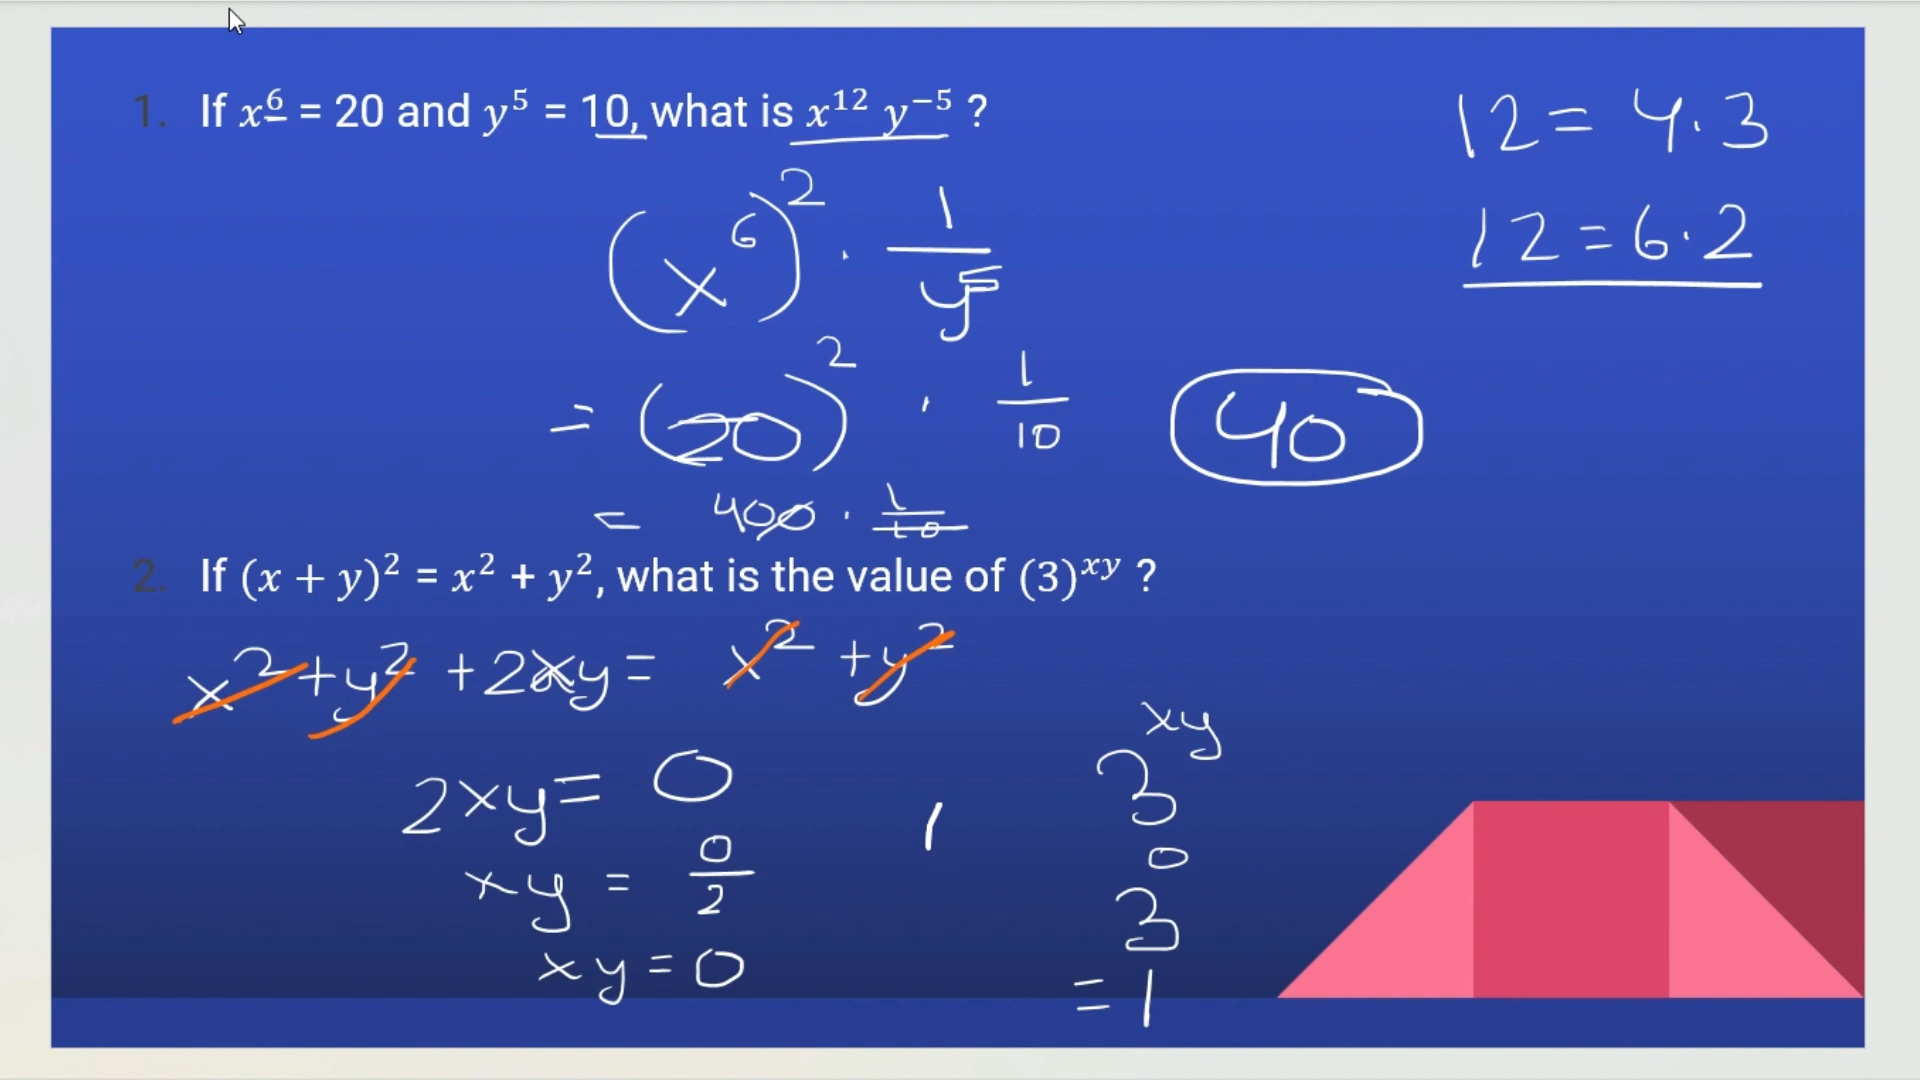 1. If x⁶ = 20 and y⁵ = 10, what is x¹² y⁻⁵ ?
12 = 4.3
12 = 6.2
(x⁶)² · 1/y⁵
= (20)² · 1/10
40
= 400 · 1/10
2. If (x + y)² = x² + y², what is the value of (3)ˣʸ ?
x² + y² + 2xy = x² + y²
2xy = 0
1
3ˣʸ
xy = 0/2
3⁰
xy = 0
= 1